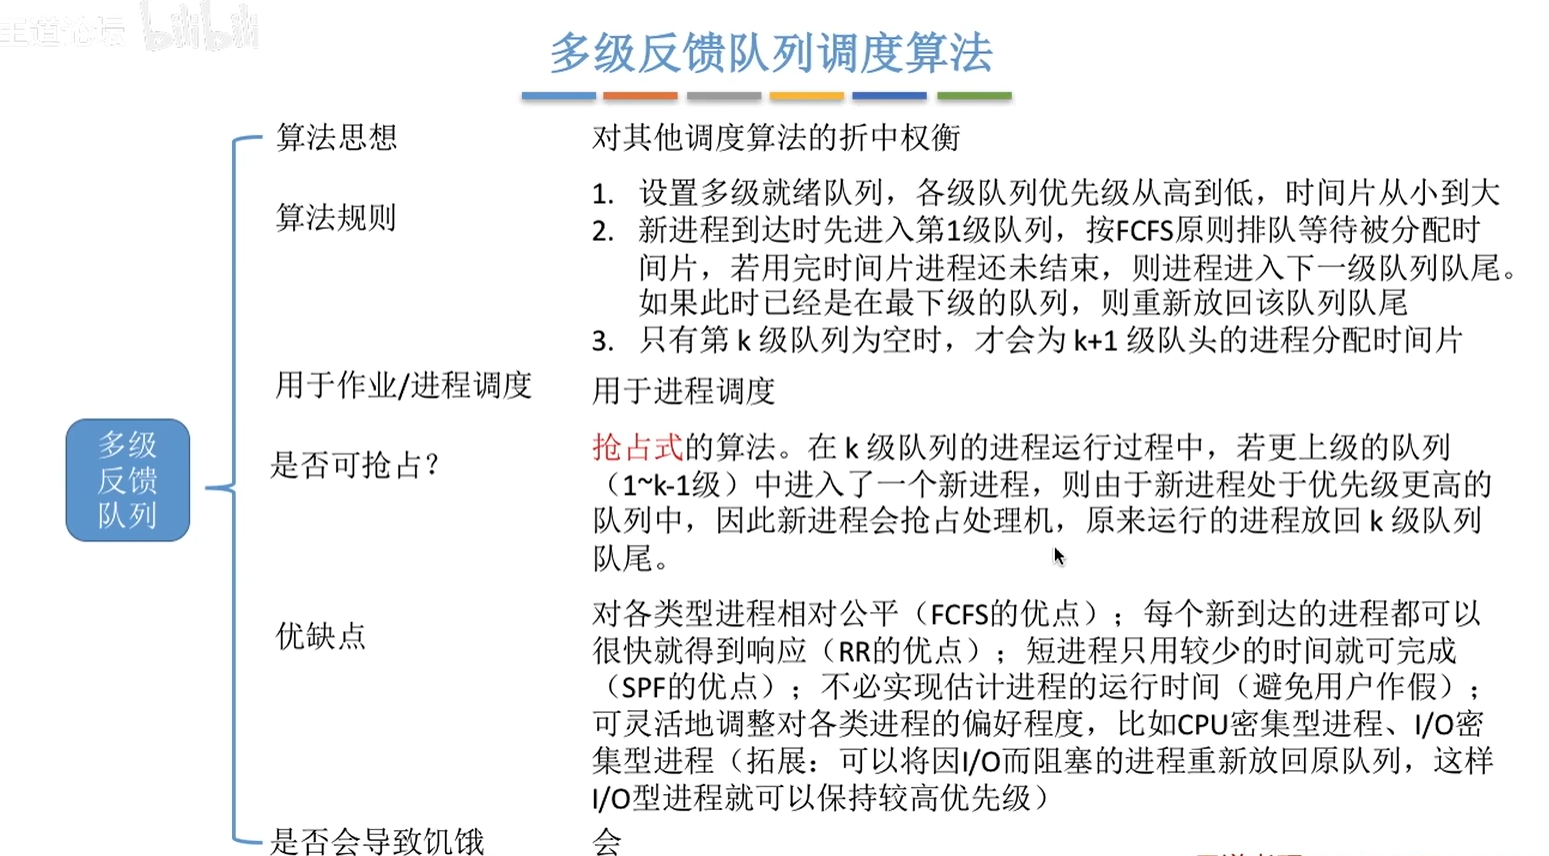 王道论坛 bilibili
多级反馈队列调度算法
算法思想
对其他调度算法的折中权衡
算法规则
1. 设置多级就绪队列，各级队列优先级从高到低，时间片从小到大
2. 新进程到达时先进入第1级队列，按FCFS原则排队等待被分配时
间片，若用完时间片进程还未结束，则进程进入下一级队列队尾。
如果此时已经是在最下级的队列，则重新放回该队列队尾
3. 只有第 k 级队列为空时，才会为 k+1 级队头的进程分配时间片
用于作业/进程调度
用于进程调度
多级
反馈
队列
是否可抢占？
抢占式的算法。在 k 级队列的进程运行过程中，若更上级的队列
（1~k-1级）中进入了一个新进程，则由于新进程处于优先级更高的
队列中，因此新进程会抢占处理机，原来运行的进程放回 k 级队列
队尾。
优缺点
对各类型进程相对公平（FCFS的优点）；每个新到达的进程都可以
很快就得到响应（RR的优点）；短进程只用较少的时间就可完成
（SPF的优点）；不必实现估计进程的运行时间（避免用户作假）；
可灵活地调整对各类进程的偏好程度，比如CPU密集型进程、I/O密
集型进程（拓展：可以将因I/O而阻塞的进程重新放回原队列，这样
I/O型进程就可以保持较高优先级）
是否会导致饥饿
会